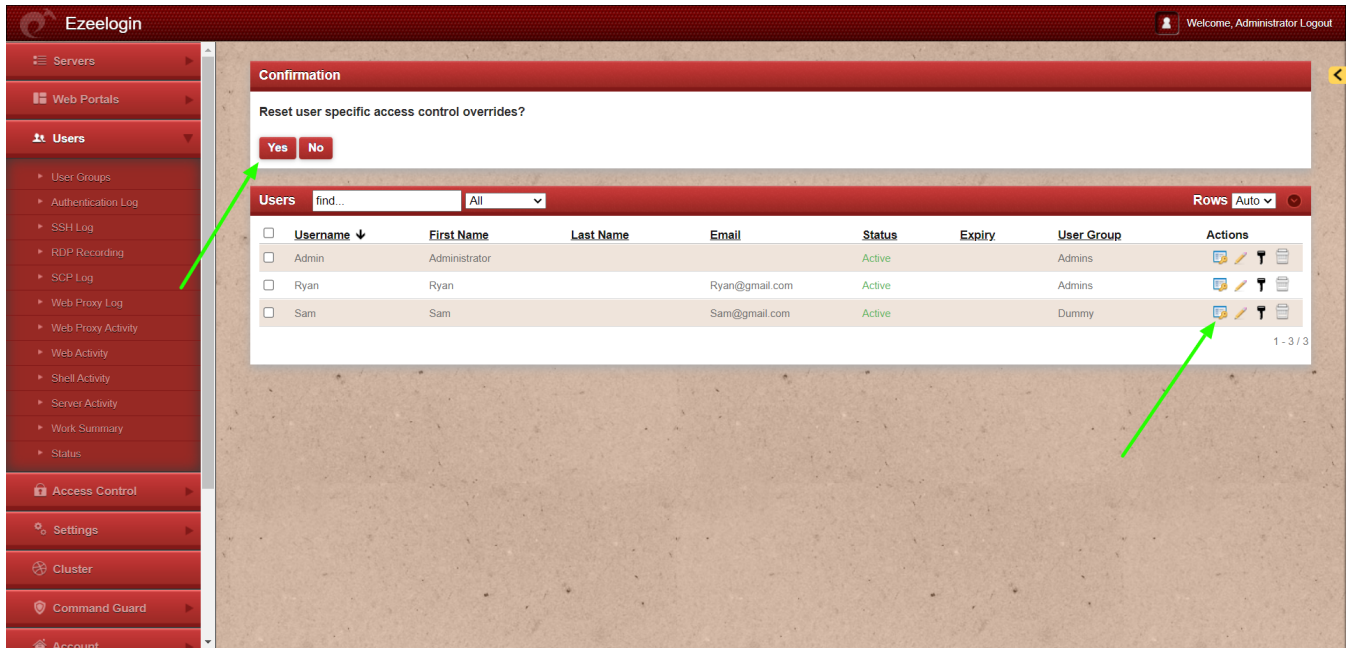 Ezeelogin
Welcome, Administrator Logout
Servers
Web Portals
Users
User Groups
Authentication Log
SSH Log
RDP Recording
SCP Log
Web Proxy Log
Web Proxy Activity
Web Activity
Shell Activity
Server Activity
Work Summary
Status
Access Control
Settings
Cluster
Command Guard
Account
Confirmation
Reset user specific access control overrides?
Yes No
Users find... All Rows Auto
Username First Name Last Name Email Status Expiry User Group Actions
Admin Administrator Active Admins
Ryan Ryan Ryan@gmail.com Active Admins
Sam Sam Sam@gmail.com Active Dummy
1 - 3 / 3